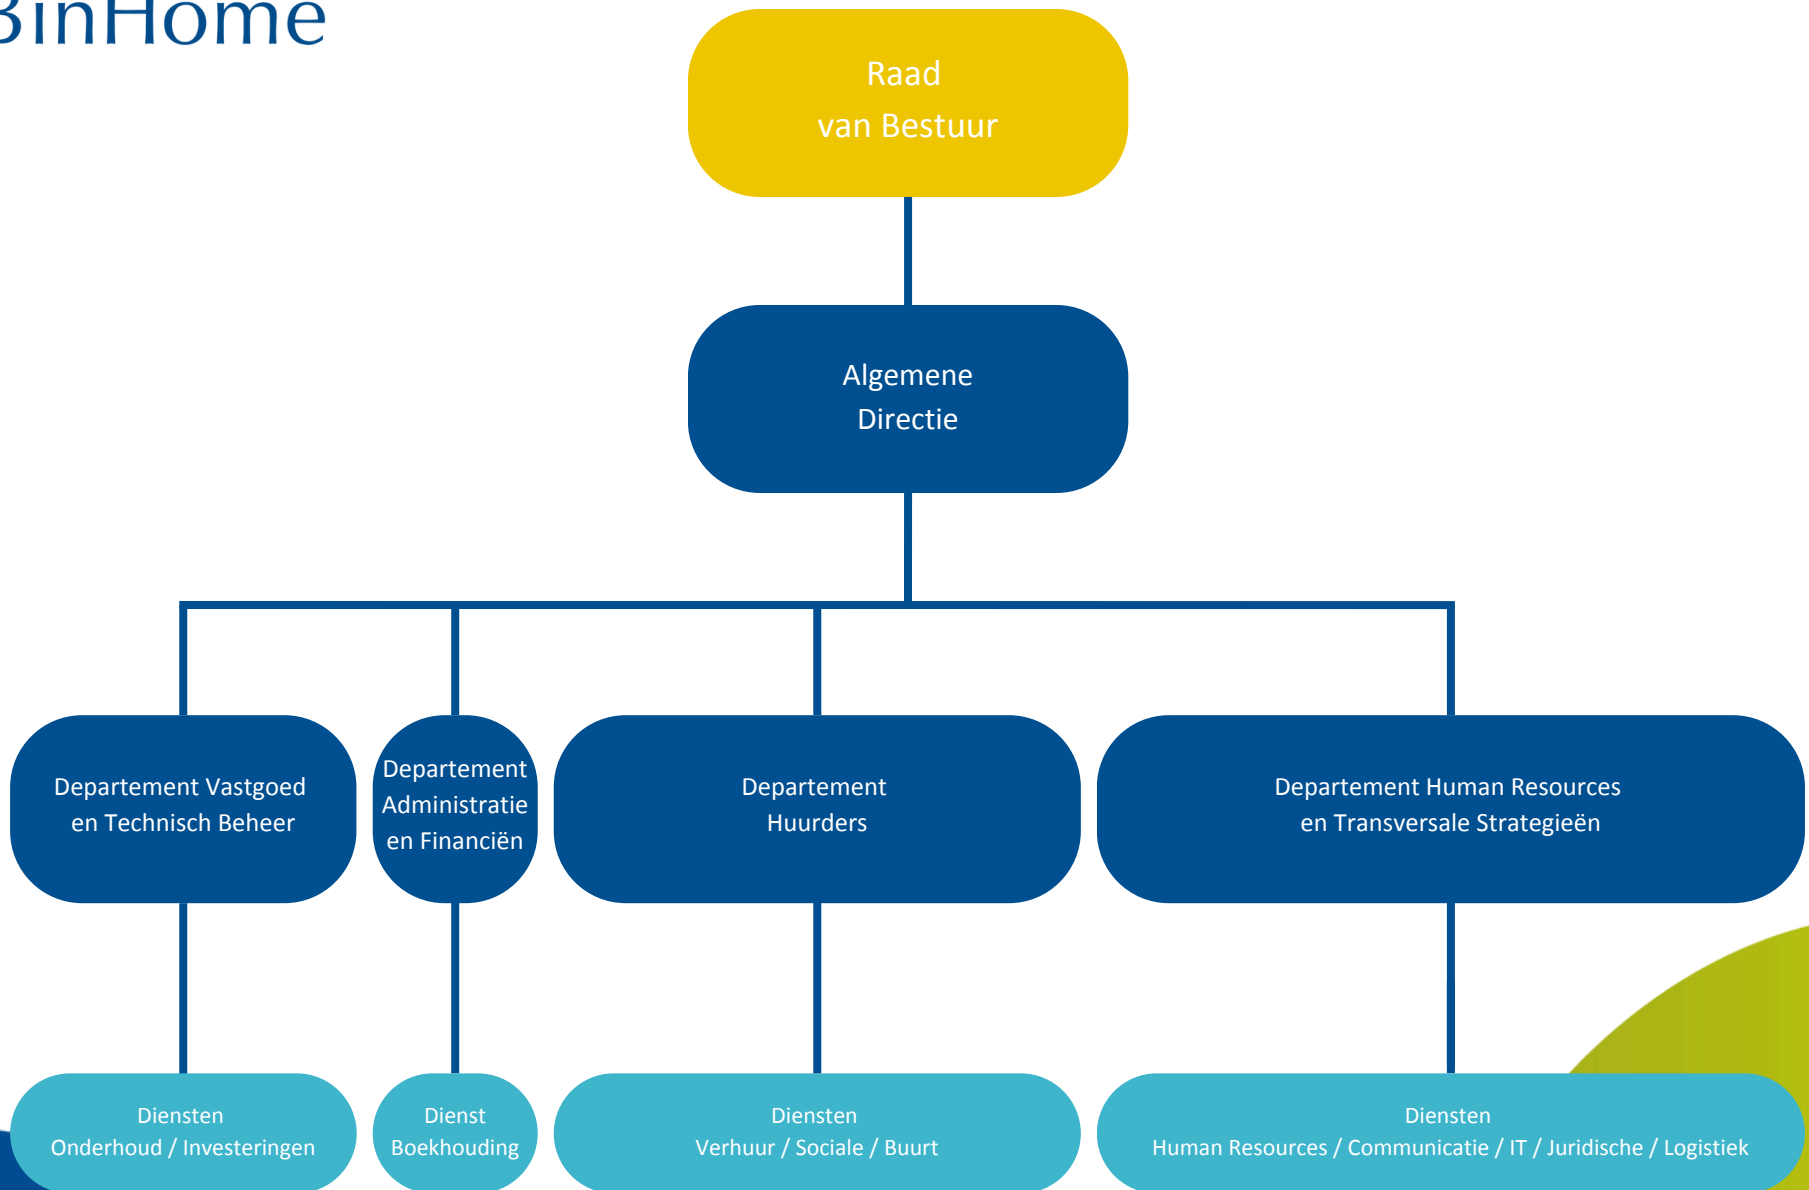 BinHome
Raad
van Bestuur
Algemene
Directie
Departement Vastgoed
en Technisch Beheer
Departement
Administratie
en Financiën
Departement
Huurders
Departement Human Resources
en Transversale Strategieën
Diensten
Onderhoud / Investeringen
Dienst
Boekhouding
Diensten
Verhuur / Sociale / Buurt
Diensten
Human Resources / Communicatie / IT / Juridische / Logistiek